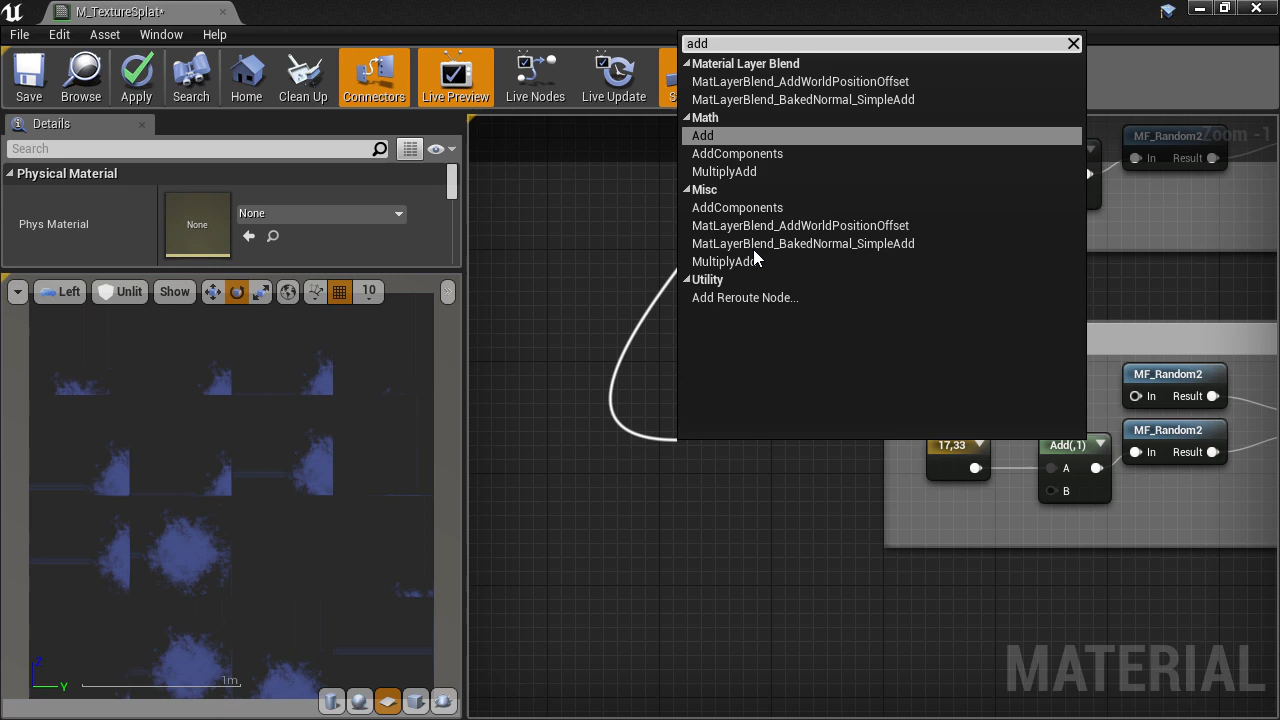 M_TextureSplat*
File Edit Asset Window Help
Save Browse Apply Search Home Clean Up Connectors Live Preview Live Nodes Live Update
add
Material Layer Blend
MatLayerBlend_AddWorldPositionOffset
MatLayerBlend_BakedNormal_SimpleAdd
Math
Add
AddComponents
MultiplyAdd
Misc
AddComponents
MatLayerBlend_AddWorldPositionOffset
MatLayerBlend_BakedNormal_SimpleAdd
MultiplyAdd
Utility
Add Reroute Node...
Details
Search
Physical Material
Phys Material
None
None
Left Unlit Show 10
Z
Y
1m
Zoom -1
MF_Random2
In Result
MF_Random2
In Result
MF_Random2
In Result
17,33
Add(,1)
A
B
MATERIAL